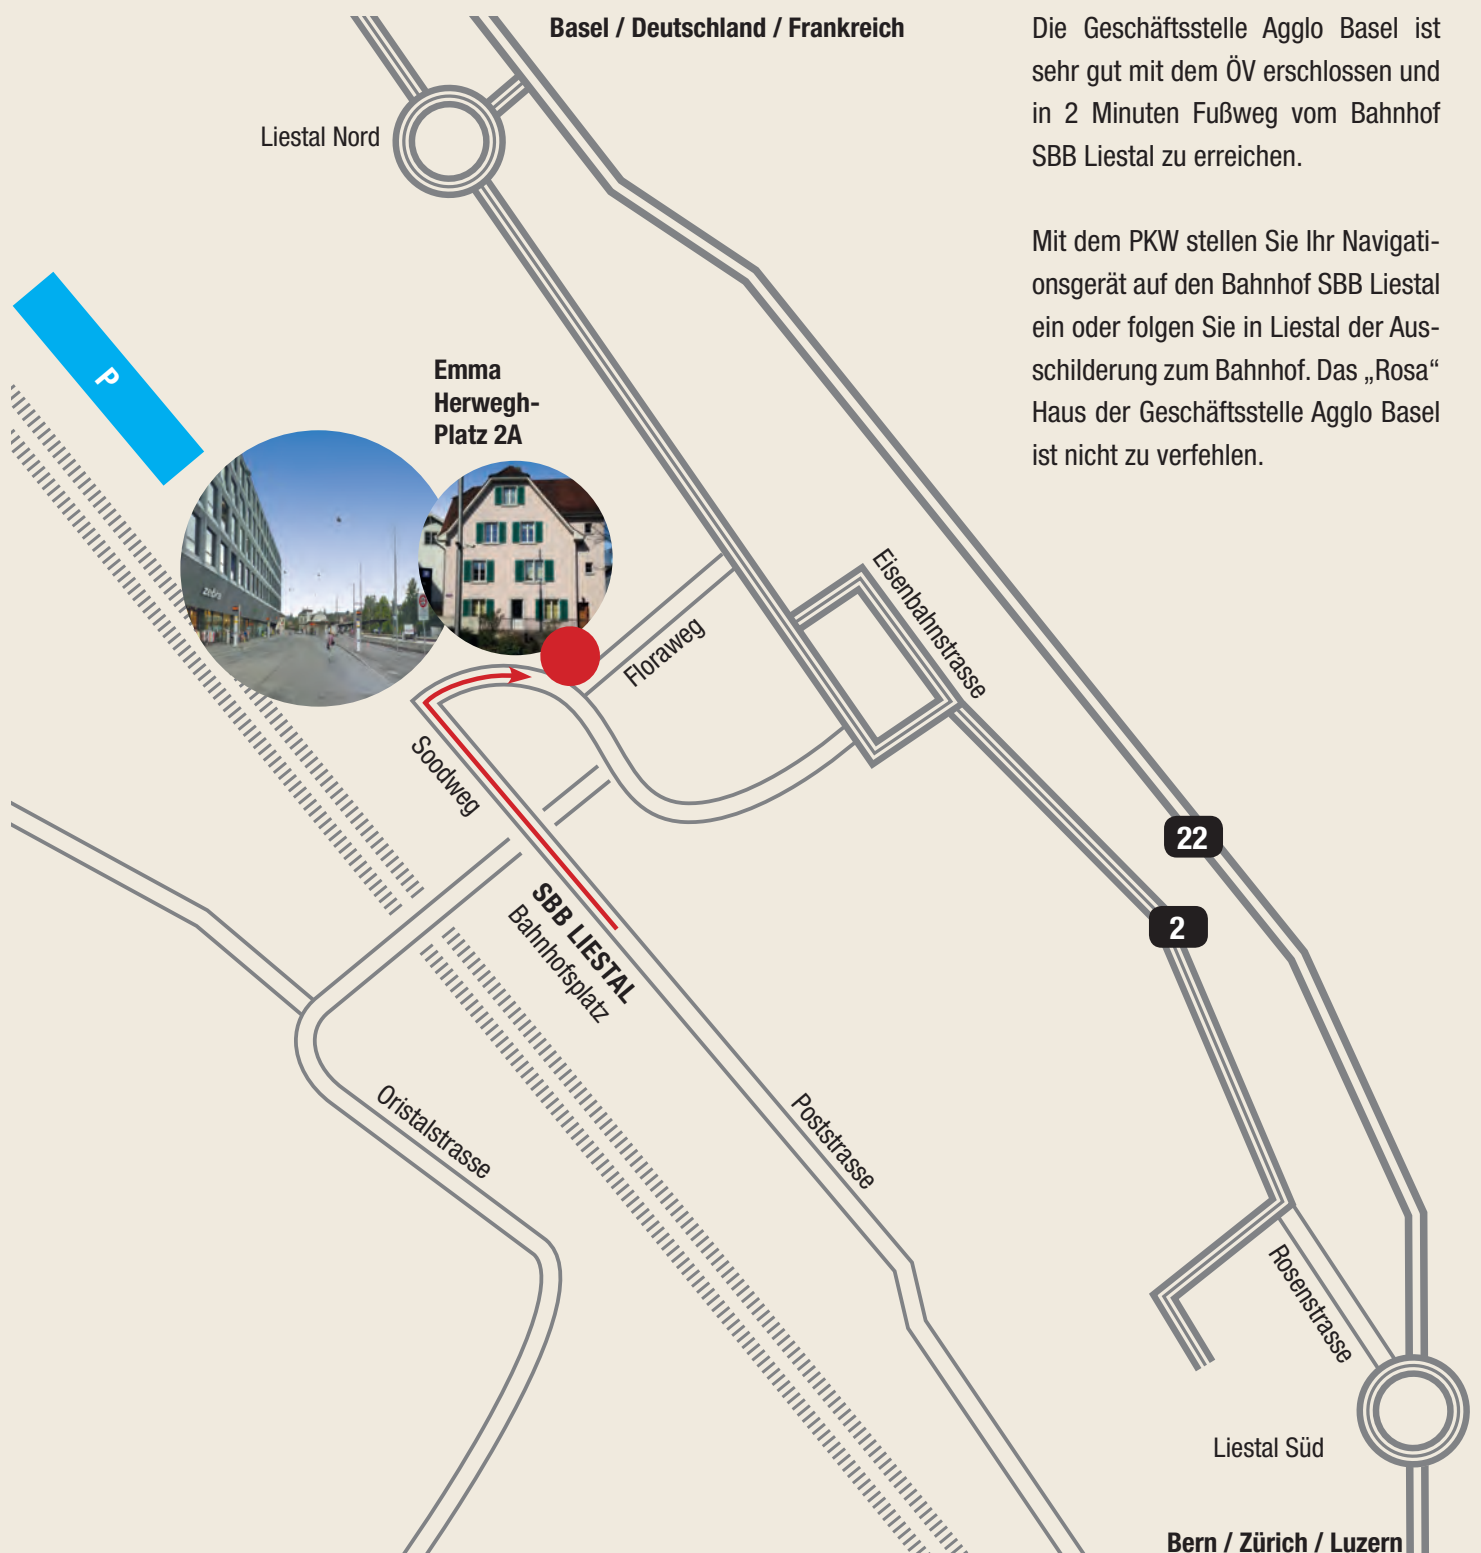 Basel / Deutschland / Frankreich
Die Geschäftsstelle Agglo Basel ist
sehr gut mit dem ÖV erschlossen und
in 2 Minuten Fußweg vom Bahnhof
SBB Liestal zu erreichen.
Mit dem PKW stellen Sie Ihr Navigati-
onsgerät auf den Bahnhof SBB Liestal
ein oder folgen Sie in Liestal der Aus-
schilderung zum Bahnhof. Das „Rosa“
Haus der Geschäftsstelle Agglo Basel
ist nicht zu verfehlen.
Liestal Nord
P
Emma
Herwegh-
Platz 2A
zebra
Eisenbahnstrasse
Floraweg
Soodweg
22
2
SBB LIESTAL
Bahnhofsplatz
Oristalstrasse
Poststrasse
Rosenstrasse
Liestal Süd
Bern / Zürich / Luzern